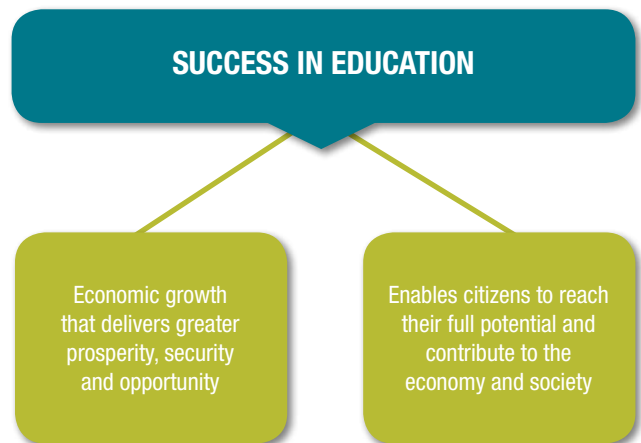 SUCCESS IN EDUCATION
Economic growth
that delivers greater
prosperity, security
and opportunity
Enables citizens to reach
their full potential and
contribute to the
economy and society